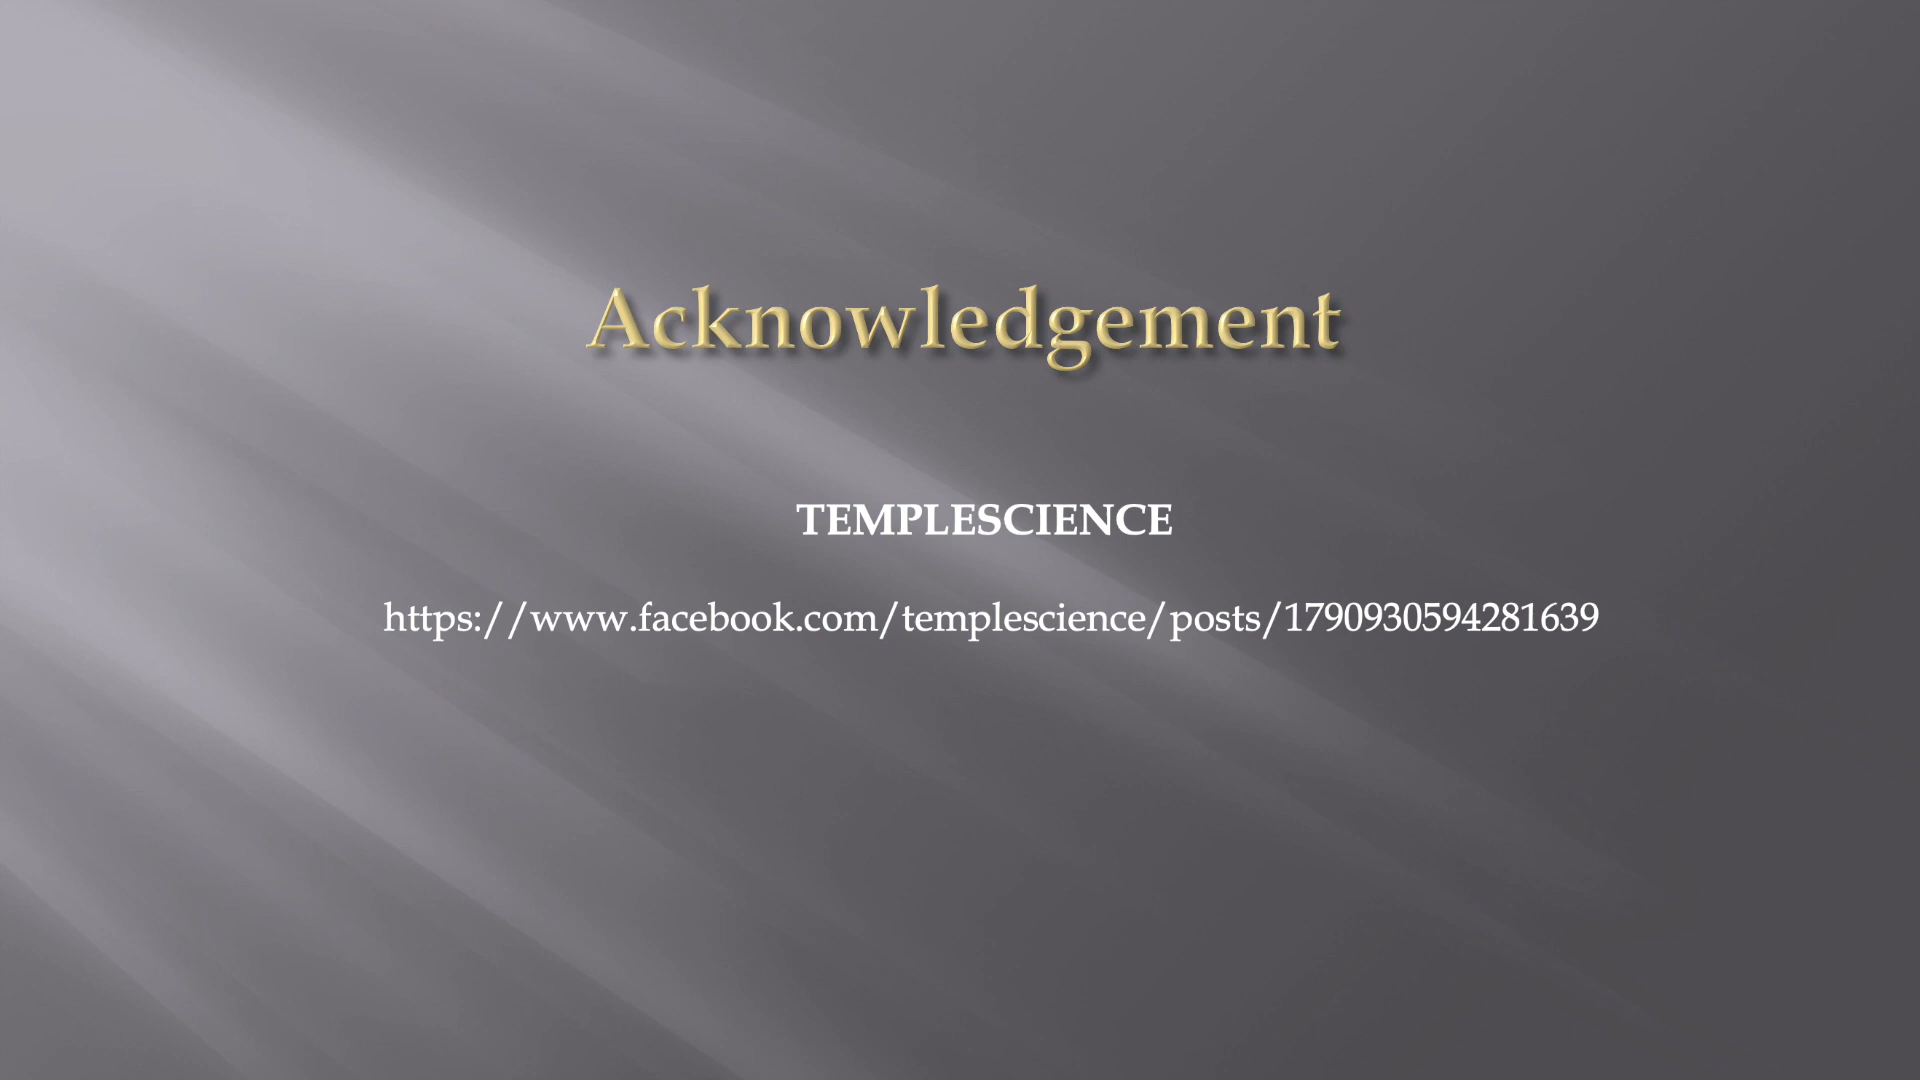 Acknowledgement
TEMPLESCIENCE
https://www.facebook.com/templescience/posts/1790930594281639